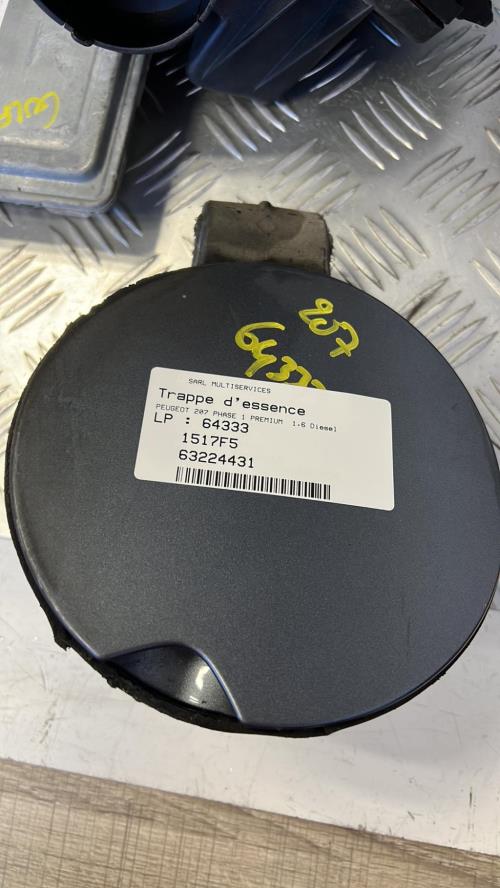 207
SARL MULTISERVICES
Trappe d'essence
PEUGEOT 207 PHASE 1 PREMIUM 1.6 Diesel
LP : 64333
1517F5
63224431